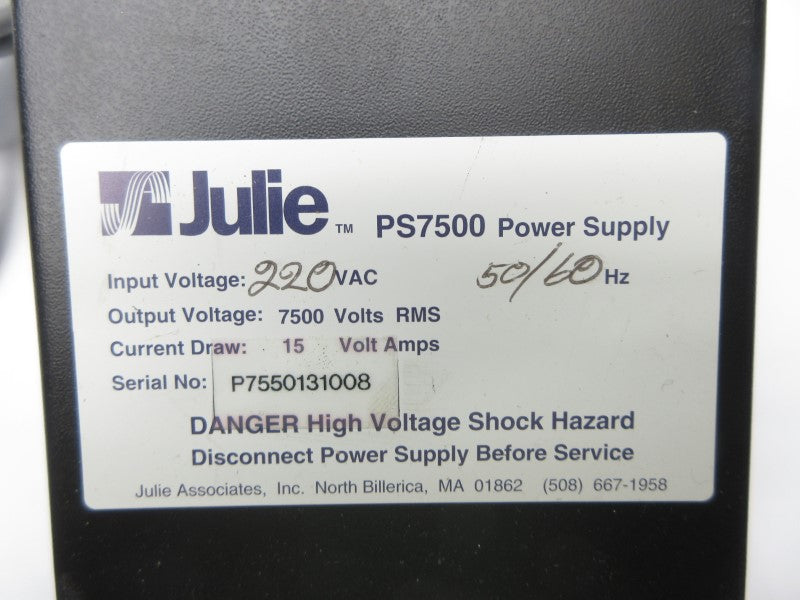 Julie™ PS7500 Power Supply
Input Voltage: 220 VAC 50/60 Hz
Output Voltage: 7500 Volts RMS
Current Draw: 15 Volt Amps
Serial No: P7550131008
DANGER High Voltage Shock Hazard
Disconnect Power Supply Before Service
Julie Associates, Inc. North Billerica, MA 01862 (508) 667-1958